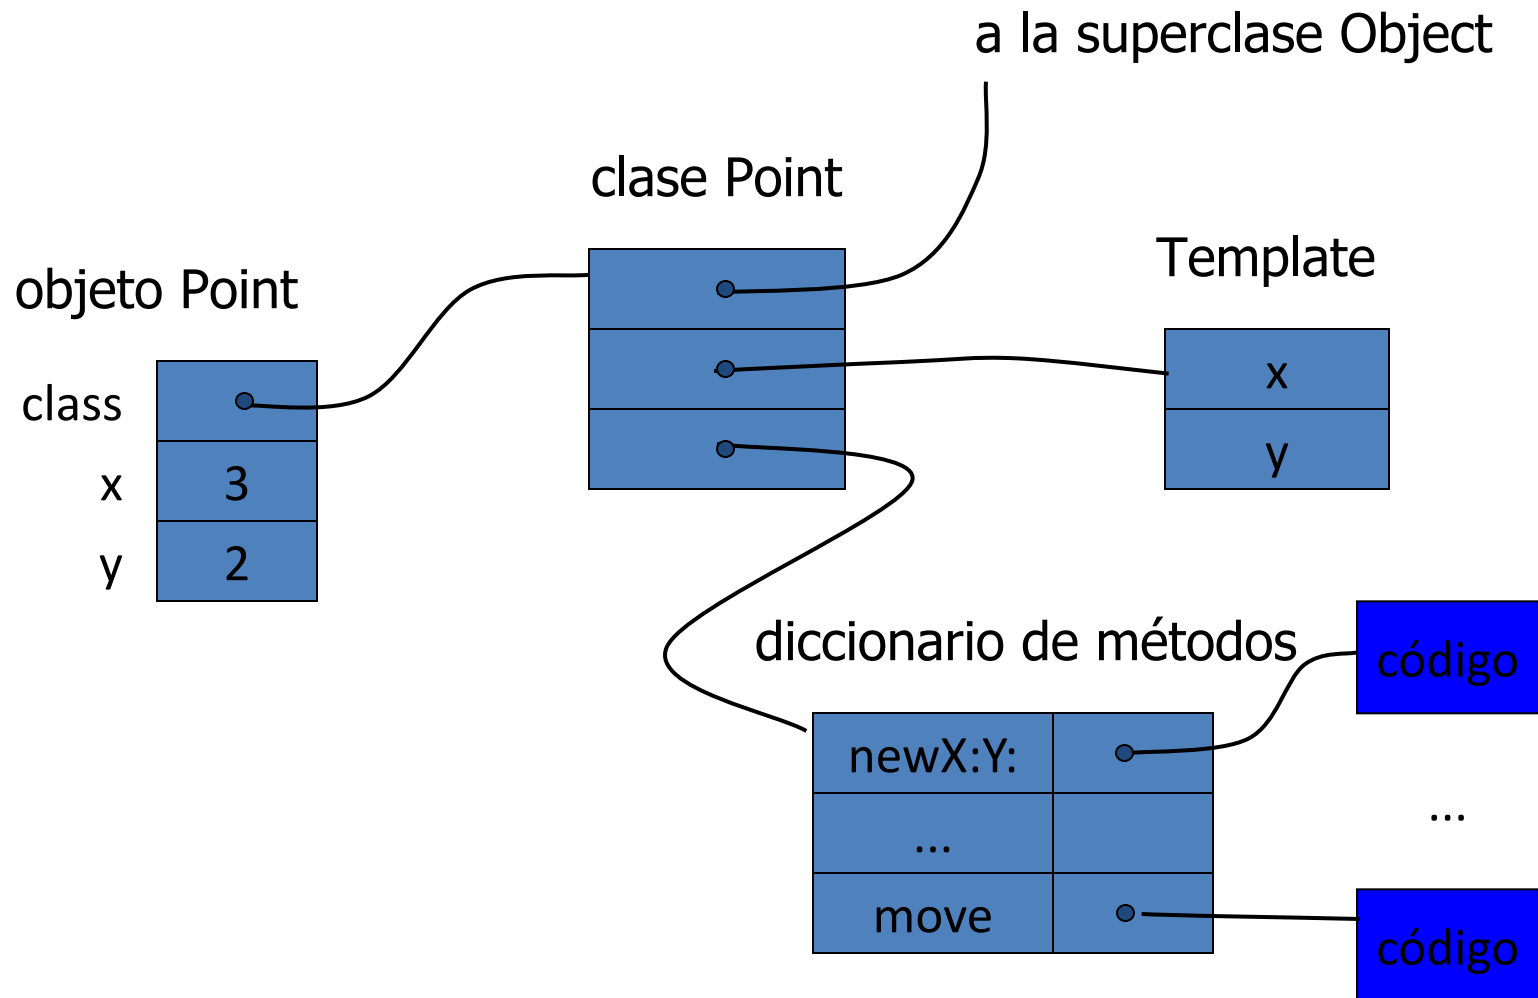 a la superclase Object
clase Point
Template
objeto Point
class
x
3
y
2
x
y
diccionario de métodos
newX:Y:
...
move
código
...
código